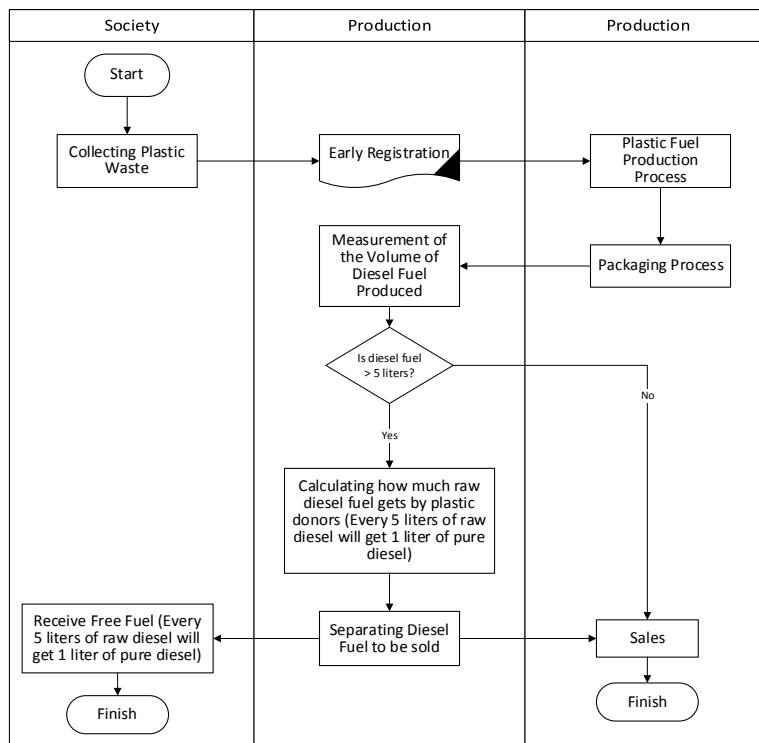 Society
Production
Production
Start
Collecting Plastic
Waste
Early Registration
Plastic Fuel
Production
Process
Measurement of
the Volume of
Diesel Fuel
Produced
Packaging Process
Is diesel fuel
> 5 liters?
No
Yes
Calculating how much raw
diesel fuel gets by plastic
donors (Every 5 liters of raw
diesel will get 1 liter of pure
diesel)
Receive Free Fuel (Every
5 liters of raw diesel will
get 1 liter of pure diesel)
Separating Diesel
Fuel to be sold
Sales
Finish
Finish